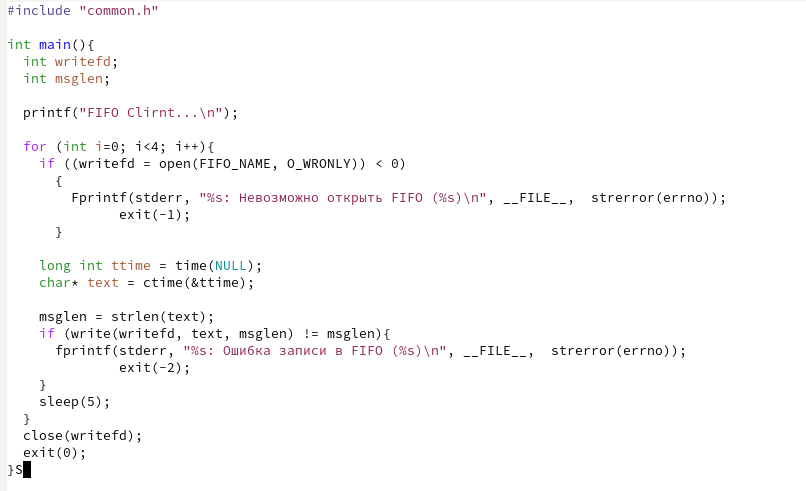 #include "common.h"
int main(){
int writefd;
int msglen;
printf("FIFO Clirnt...\n");
for (int i=0; i<4; i++){
if ((writefd = open(FIFO_NAME, O_WRONLY)) < 0)
{
Fprintf(stderr, "%s: Невозможно открыть FIFO (%s)\n", __FILE__,  strerror(errno));
exit(-1);
}
long int ttime = time(NULL);
char* text = ctime(&ttime);
msglen = strlen(text);
if (write(writefd, text, msglen) != msglen){
fprintf(stderr, "%s: Ошибка записи в FIFO (%s)\n", __FILE__,  strerror(errno));
exit(-2);
}
sleep(5);
}
close(writefd);
exit(0);
}S